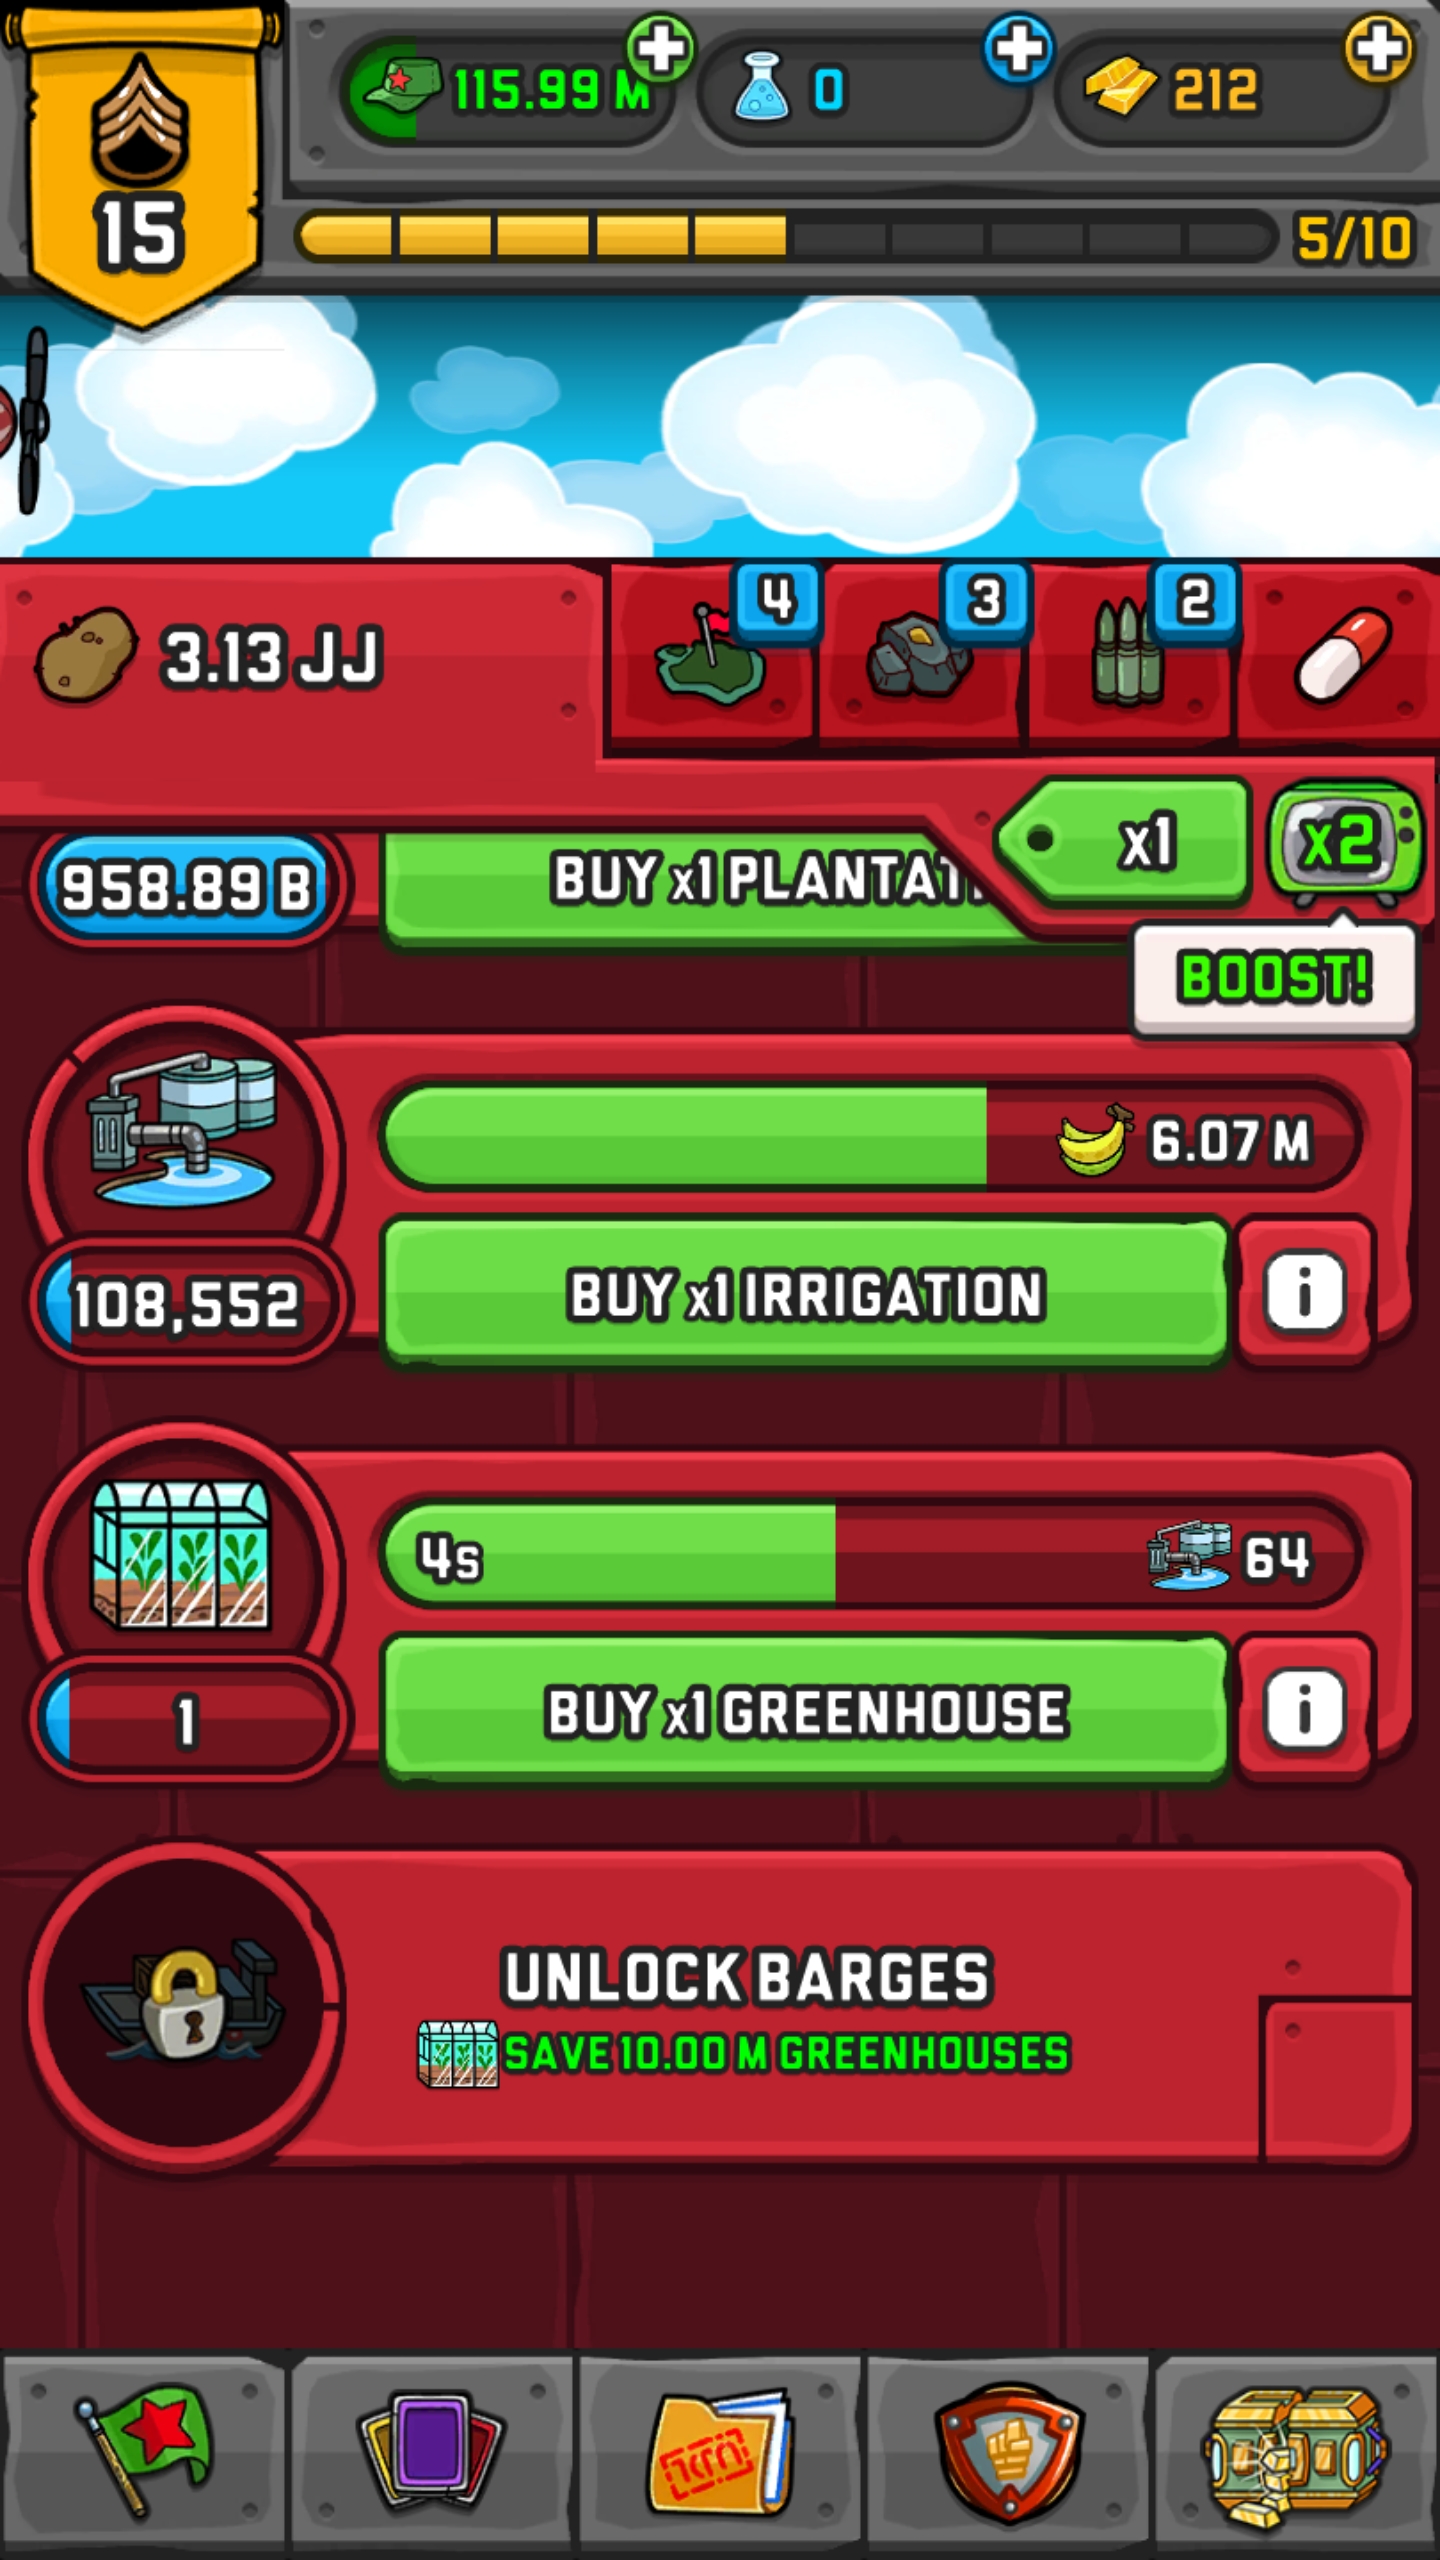 115.99 M
0
212
15
5/10
4
3
2
3.13 JJ
x1
x2
958.89 B
BUY x1 PLANTATI
BOOST!
6.07 M
108,552
BUY x1 IRRIGATION
i
4s
64
1
BUY x1 GREENHOUSE
i
UNLOCK BARGES
SAVE 10.00 M GREENHOUSES